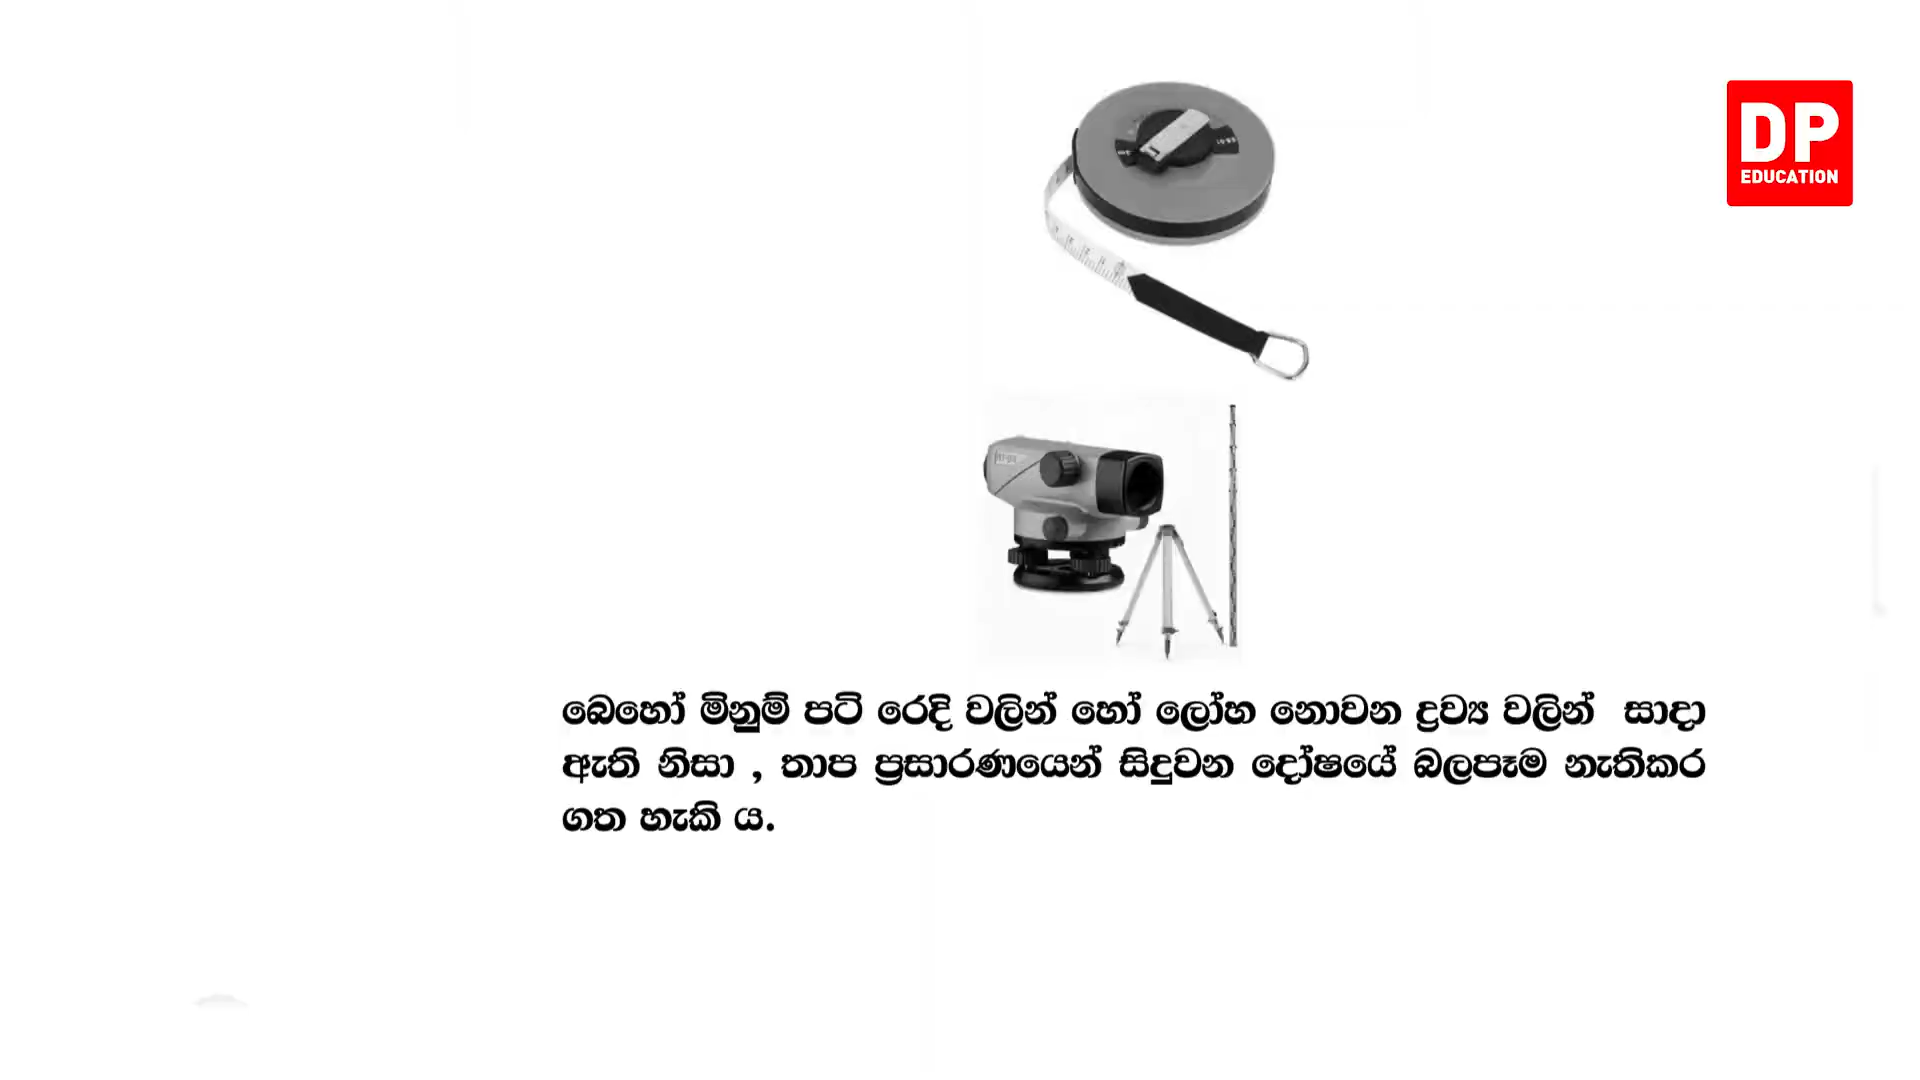 DP
EDUCATION
බෙහෝ මිනුම් පටි රෙදි වලින් හෝ ලෝහ නොවන ද්‍රව්‍ය වලින් සාදා
ඇති නිසා , තාප ප්‍රසාරණයෙන් සිදුවන දෝෂයේ බලපෑම නැතිකර
ගත හැකි ය.